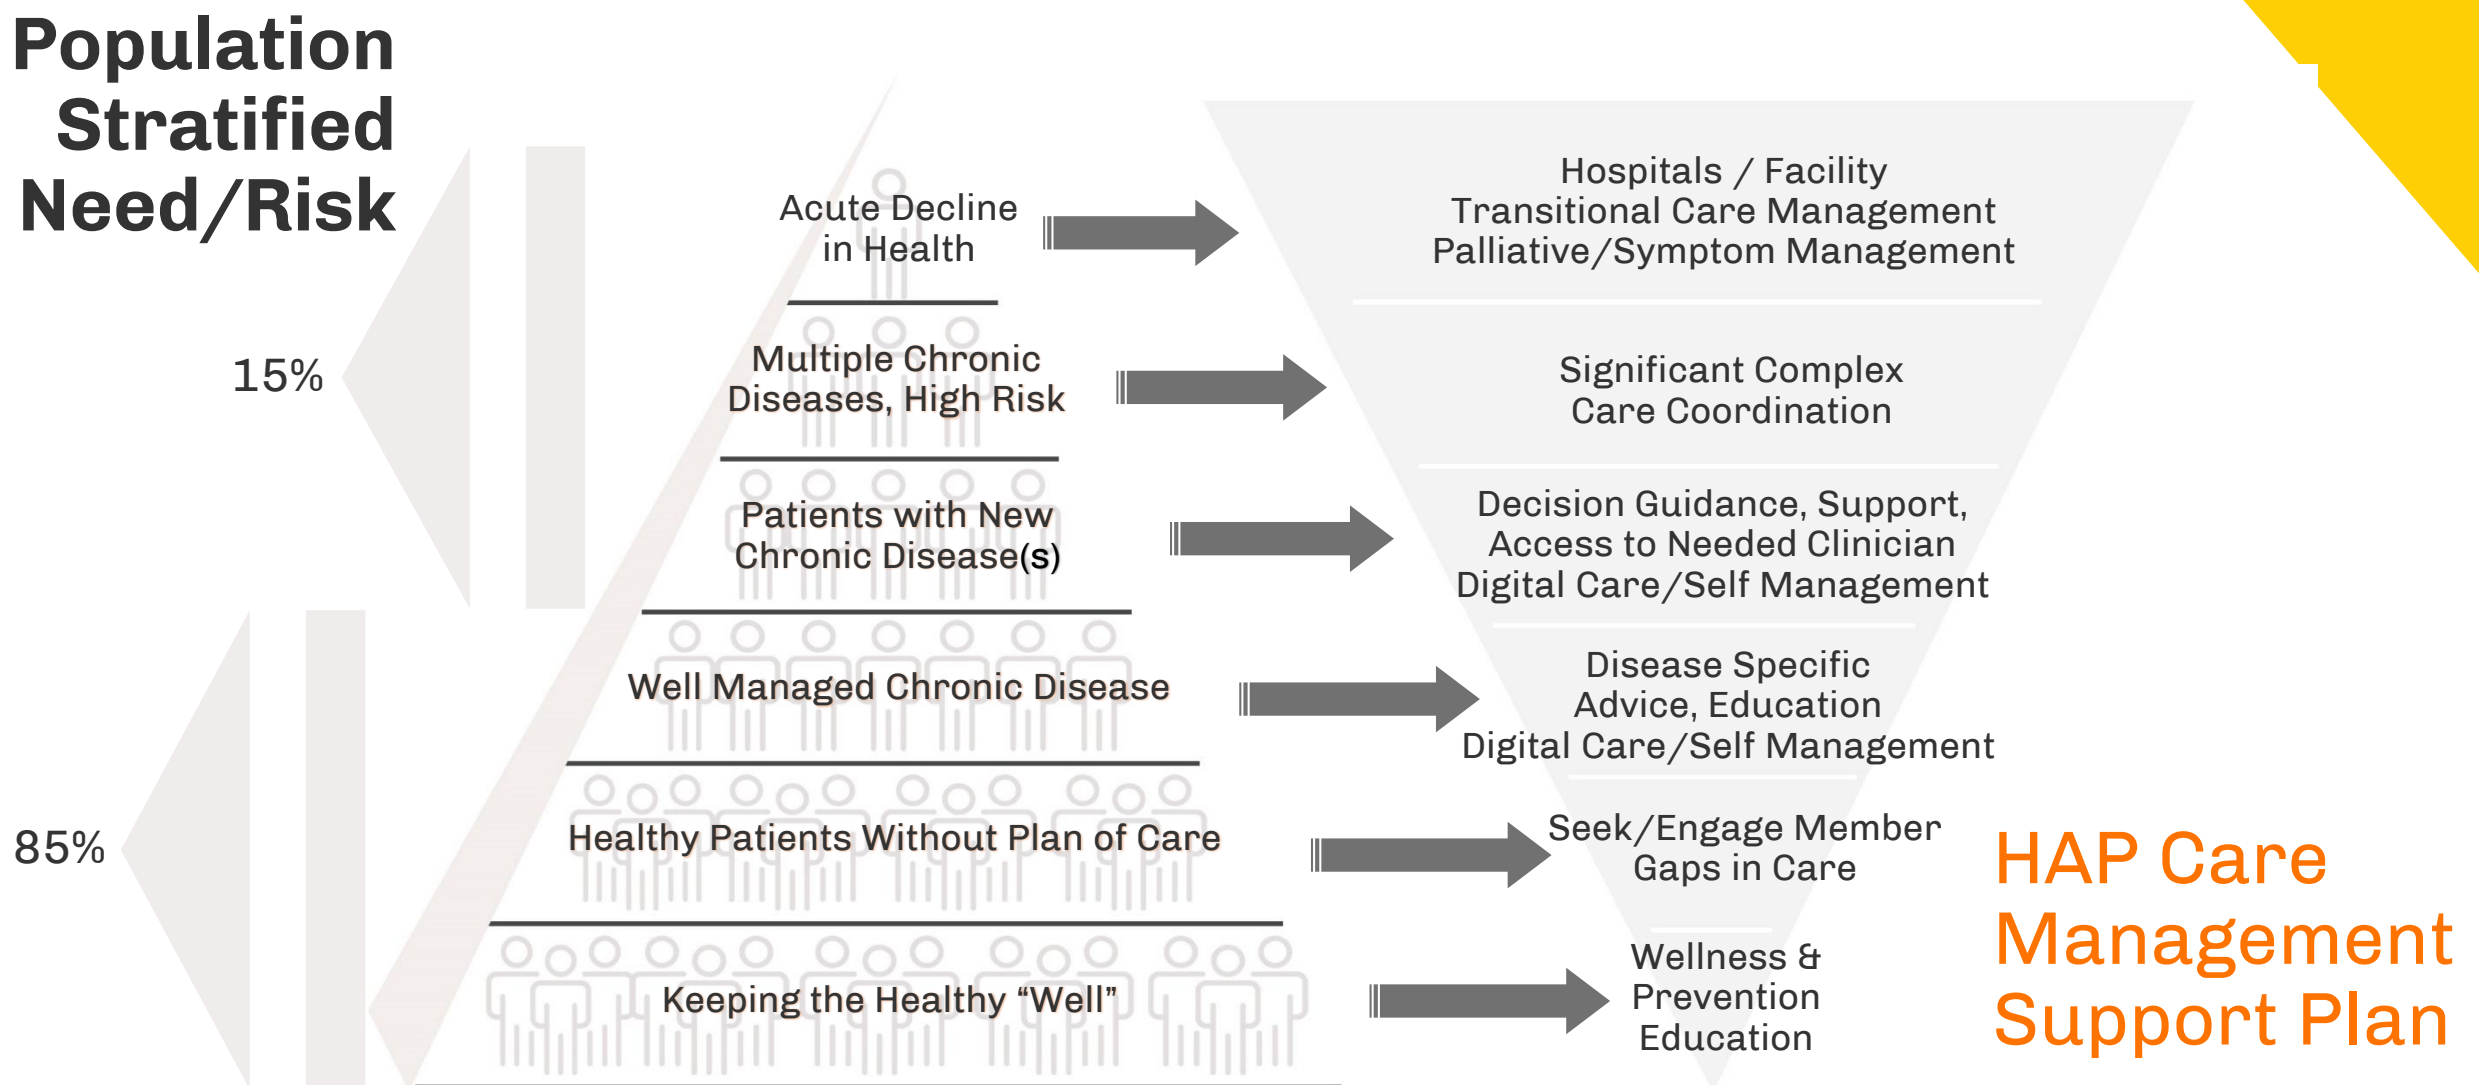 Population
Stratified
Need/Risk
15%
85%
Acute Decline
in Health
Hospitals / Facility
Transitional Care Management
Palliative/Symptom Management
Multiple Chronic
Diseases, High Risk
Significant Complex
Care Coordination
Patients with New
Chronic Disease(s)
Decision Guidance, Support,
Access to Needed Clinician
Digital Care/Self Management
Well Managed Chronic Disease
Disease Specific
Advice, Education
Digital Care/Self Management
Healthy Patients Without Plan of Care
Seek/Engage Member
Gaps in Care
Keeping the Healthy “Well”
Wellness &
Prevention
Education
HAP Care
Management
Support Plan